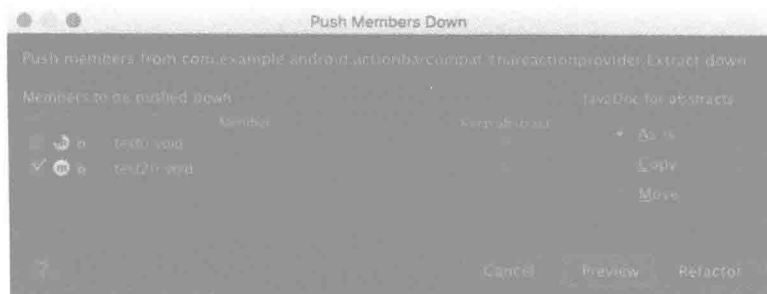 Push Members Down
Push members from com.example.android.actionbarcompat.shareactionprovider.Extract down
Members to be pushed down
JavaDoc for abstracts
Member Keep abstract
test():void
As is
test2():void
Copy
Move
? Cancel Preview Refactor